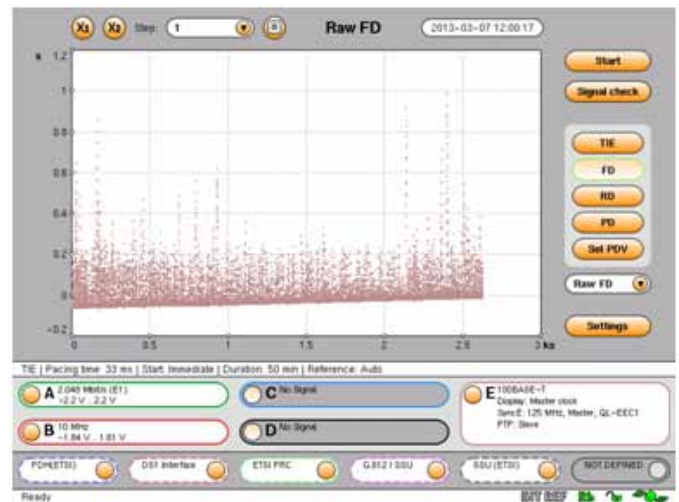 X1 X2 Step: 1 Raw FD 2013-03-07 12:00:17
s
1.2
1
0.8
0.6
0.4
0.2
0
-0.2
0 0.5 1 1.5 2 2.5 3 ks
Start
Signal check
TIE
FD
RD
PD
Set PDV
Raw FD
Settings
TIE | Pacing time: 33 ms | Start: Immediate | Duration: 50 min | Reference: Auto
A 2.048 Mbit/s (E1)
-2.2 V .. 2.2 V
B 10 MHz
-1.84 V .. 1.81 V
C No Signal
D No Signal
E 100BASE-T
Display: Master clock
SyncE: 125 MHz, Master, QL-EEC1
PTP: Slave
PDH(ETSI) DS1 Interface ETSI PRC G.812 I SSU SSU (ETSI) NOT DEFINED
Ready INT REF